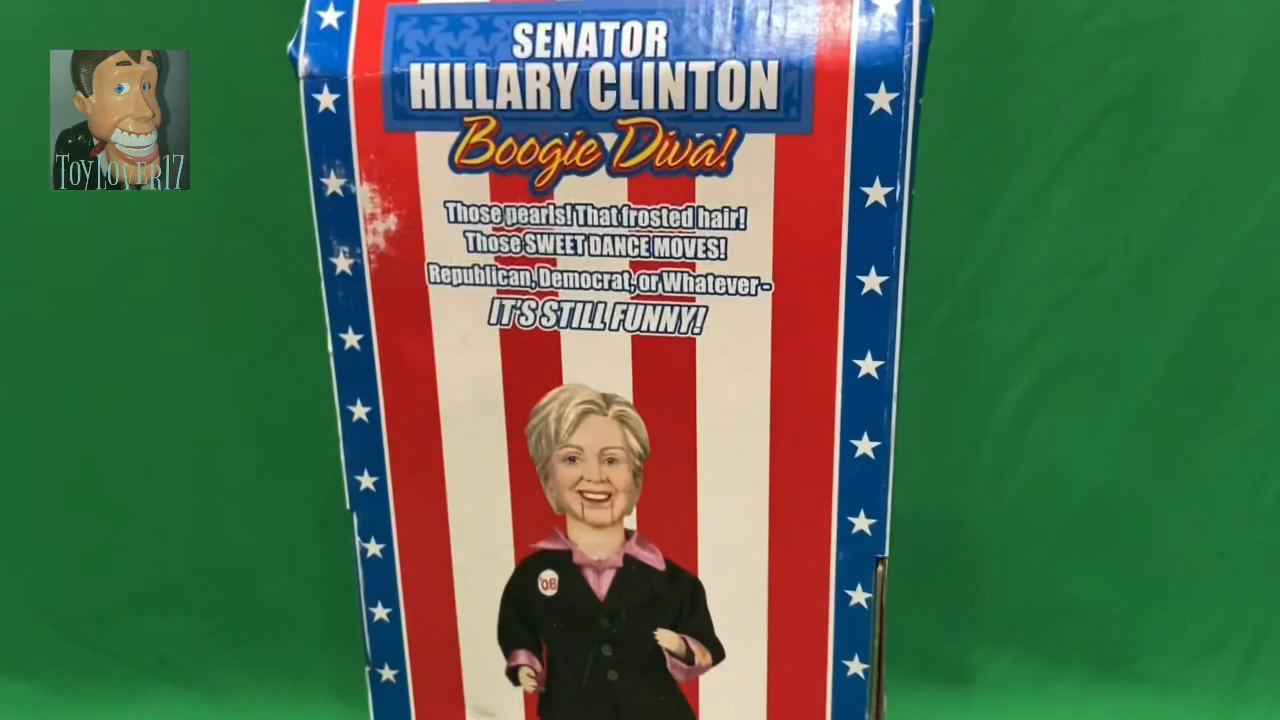 SENATOR
HILLARY CLINTON
Boogie Diva!
Those pearls! That frosted hair!
Those SWEET DANCE MOVES!
Republican, Democrat, or Whatever -
IT'S STILL FUNNY!
'08
ToyLover17